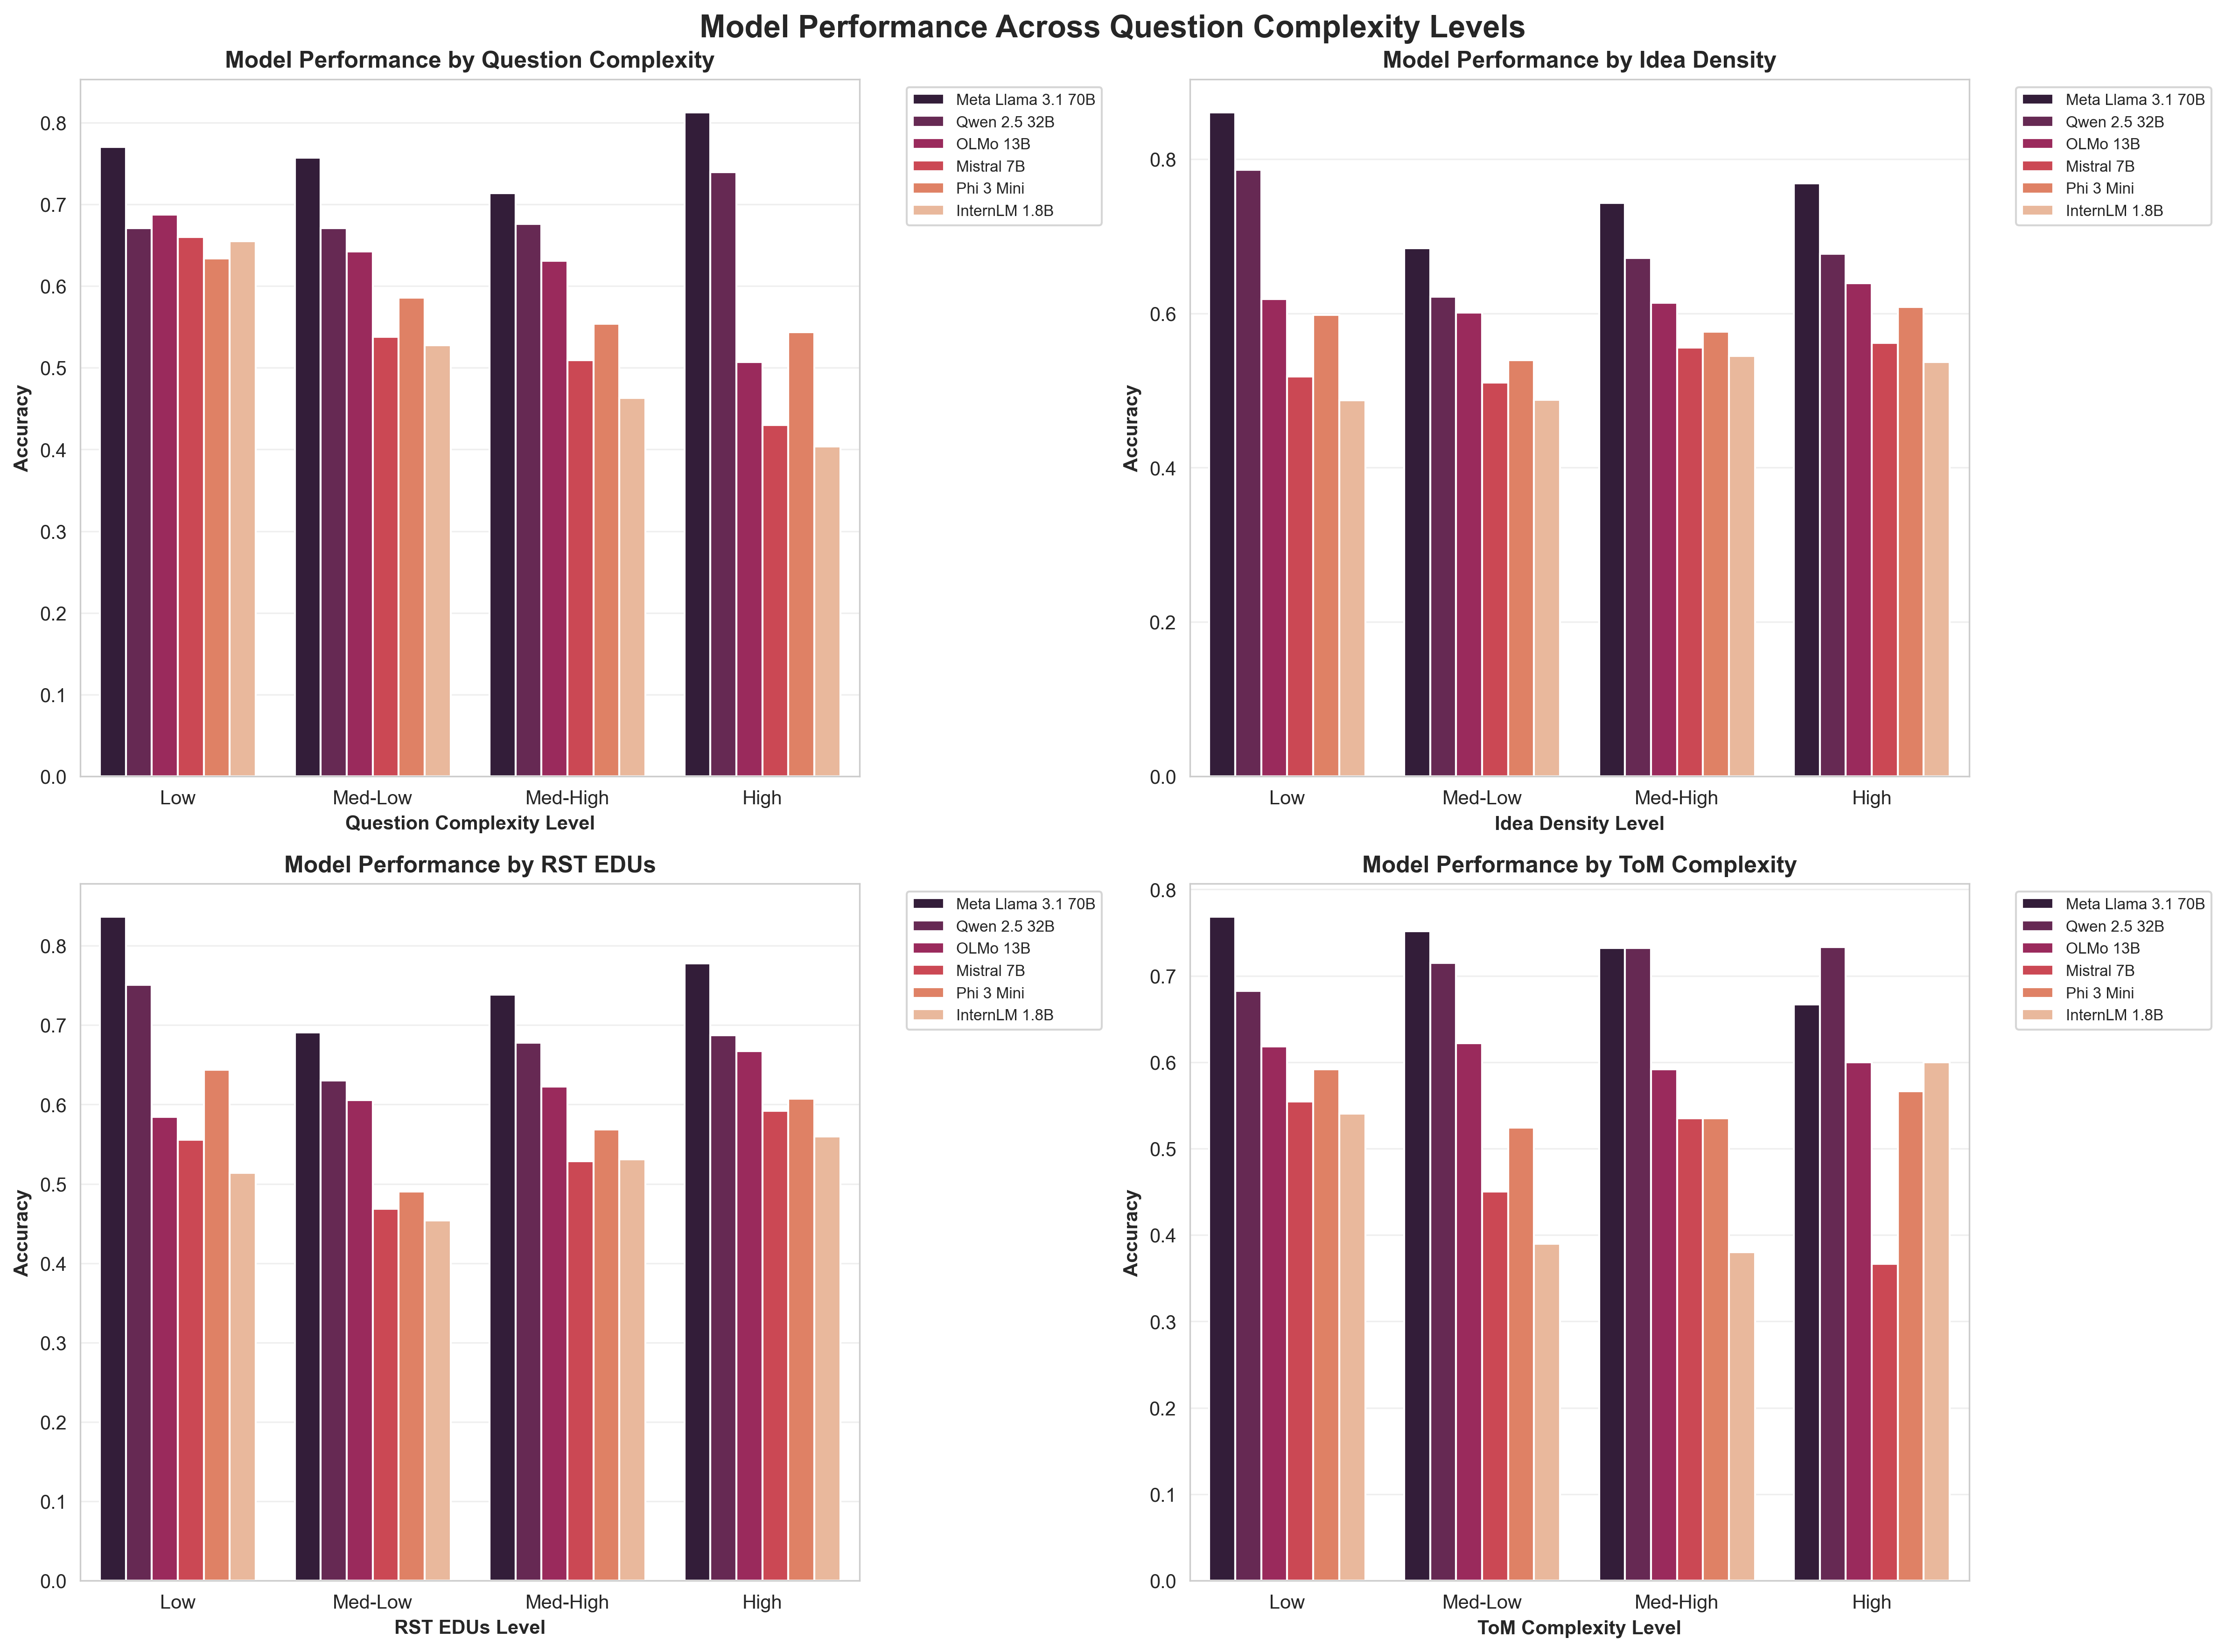 Model Performance Across Question Complexity Levels
Model Performance by Question Complexity
Accuracy
0.8
0.7
0.6
0.5
0.4
0.3
0.2
0.1
0.0
Low
Med-Low
Med-High
High
Question Complexity Level
Meta Llama 3.1 70B
Qwen 2.5 32B
OLMo 13B
Mistral 7B
Phi 3 Mini
InternLM 1.8B
Model Performance by Idea Density
Accuracy
0.8
0.6
0.4
0.2
0.0
Low
Med-Low
Med-High
High
Idea Density Level
Meta Llama 3.1 70B
Qwen 2.5 32B
OLMo 13B
Mistral 7B
Phi 3 Mini
InternLM 1.8B
Model Performance by RST EDUs
Accuracy
0.8
0.7
0.6
0.5
0.4
0.3
0.2
0.1
0.0
Low
Med-Low
Med-High
High
RST EDUs Level
Meta Llama 3.1 70B
Qwen 2.5 32B
OLMo 13B
Mistral 7B
Phi 3 Mini
InternLM 1.8B
Model Performance by ToM Complexity
Accuracy
0.8
0.7
0.6
0.5
0.4
0.3
0.2
0.1
0.0
Low
Med-Low
Med-High
High
ToM Complexity Level
Meta Llama 3.1 70B
Qwen 2.5 32B
OLMo 13B
Mistral 7B
Phi 3 Mini
InternLM 1.8B